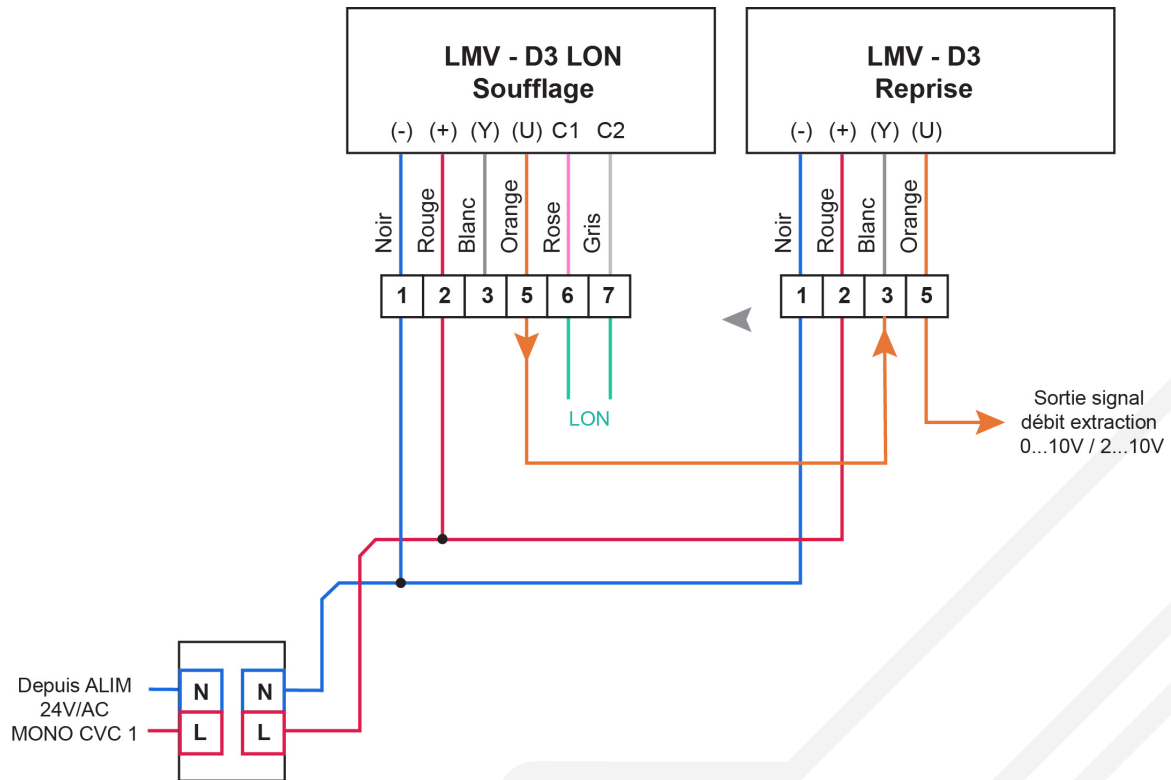 LMV - D3 LON
Soufflage
(-) (+) (Y) (U) C1 C2
Noir
Rouge
Blanc
Orange
Rose
Gris
1 2 3 5 6 7
LON
LMV - D3
Reprise
(-) (+) (Y) (U)
Noir
Rouge
Blanc
Orange
1 2 3 5
Sortie signal
débit extraction
0...10V / 2...10V
Depuis ALIM
24V/AC
MONO CVC 1
N N
L L